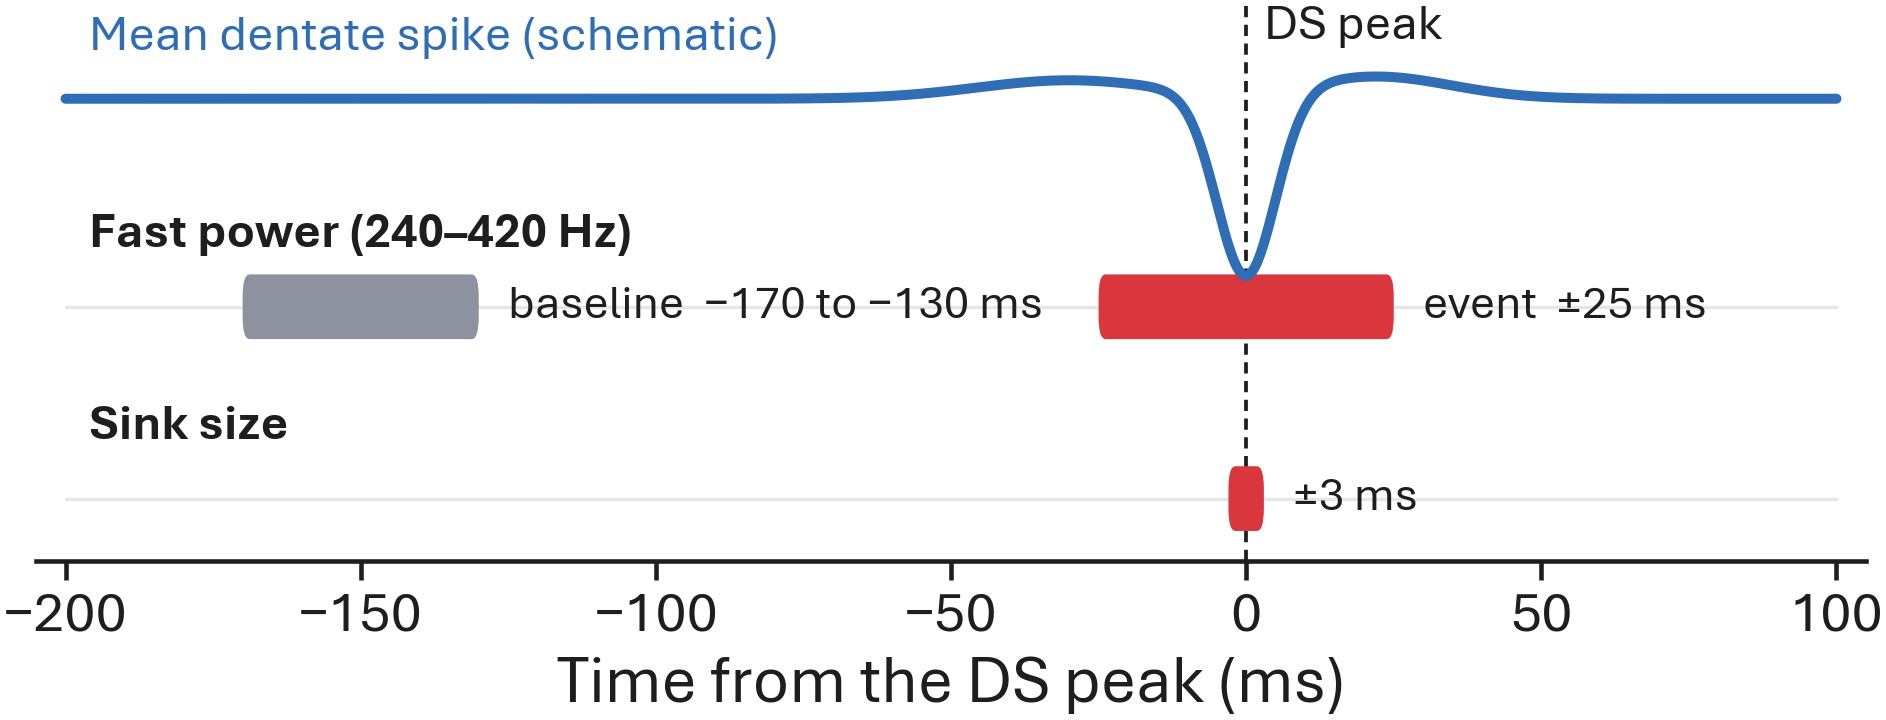 Mean dentate spike (schematic)
DS peak
Fast power (240–420 Hz)
baseline −170 to −130 ms
event ±25 ms
Sink size
±3 ms
−200 −150 −100 −50 0 50 100
Time from the DS peak (ms)